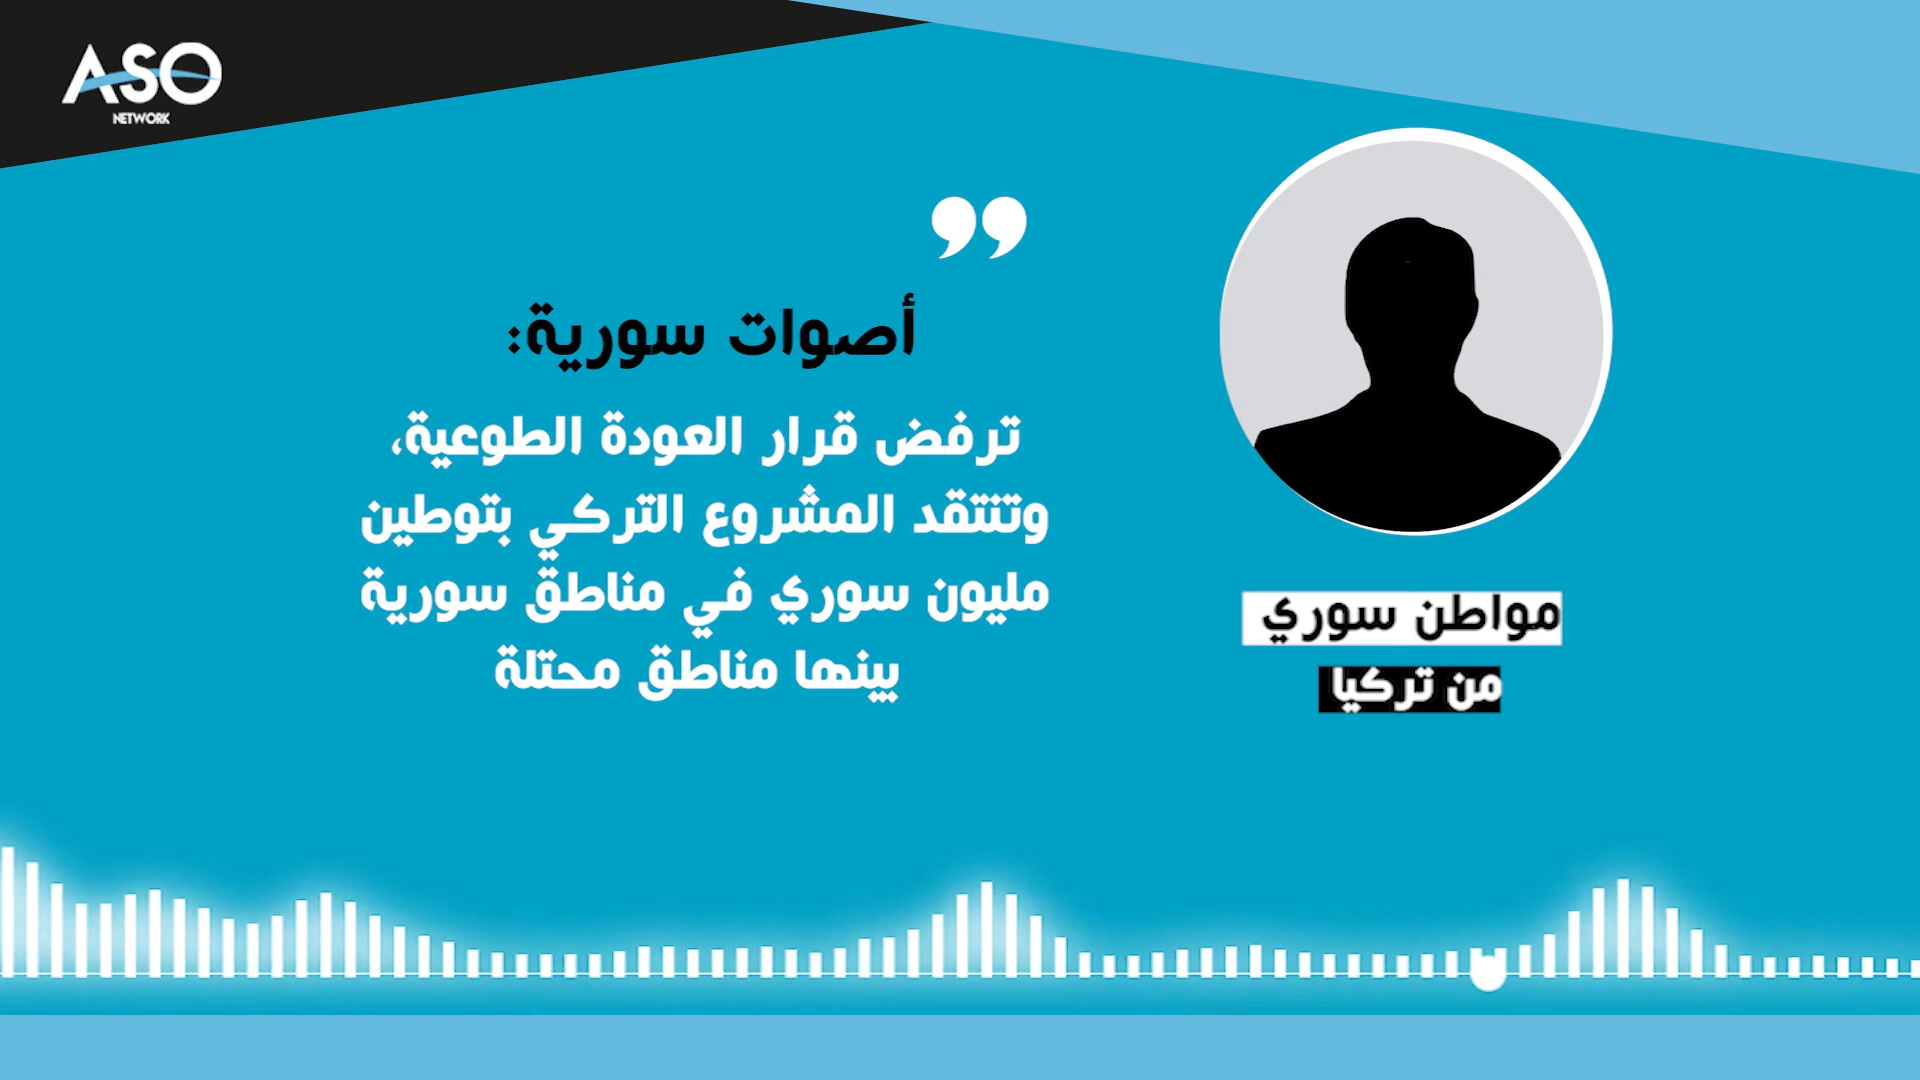 ASO
NETWORK
أصوات سورية:
ترفض قرار العودة الطوعية،
وتنتقد المشروع التركي بتوطين
مليون سوري في مناطق سورية
بينها مناطق محتلة
مواطن سوري
من تركيا